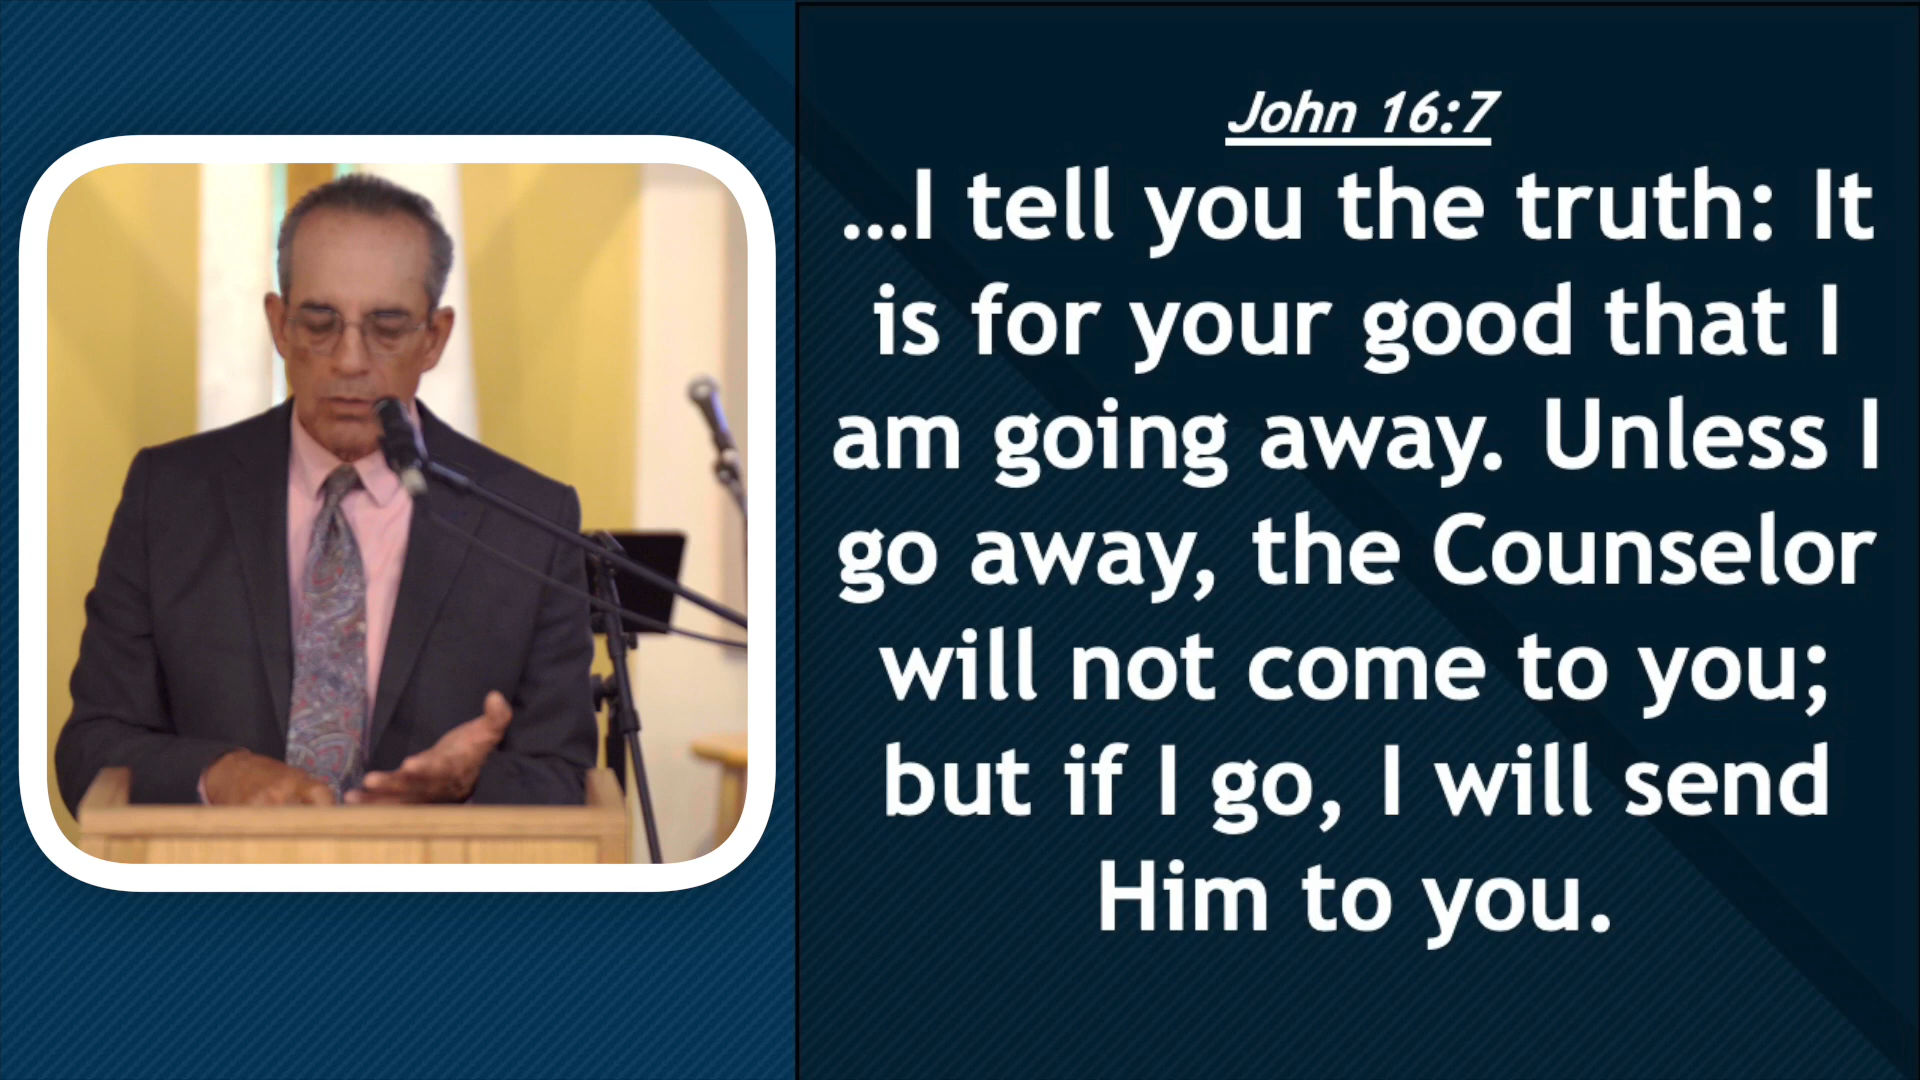 John 16:7
...I tell you the truth: It
is for your good that I
am going away. Unless I
go away, the Counselor
will not come to you;
but if I go, I will send
Him to you.